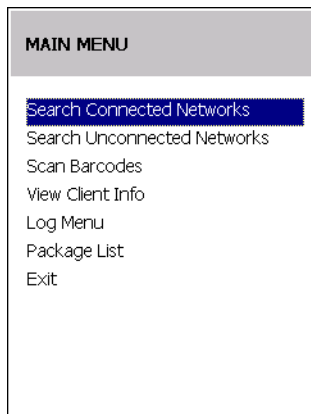 MAIN MENU
Search Connected Networks
Search Unconnected Networks
Scan Barcodes
View Client Info
Log Menu
Package List
Exit